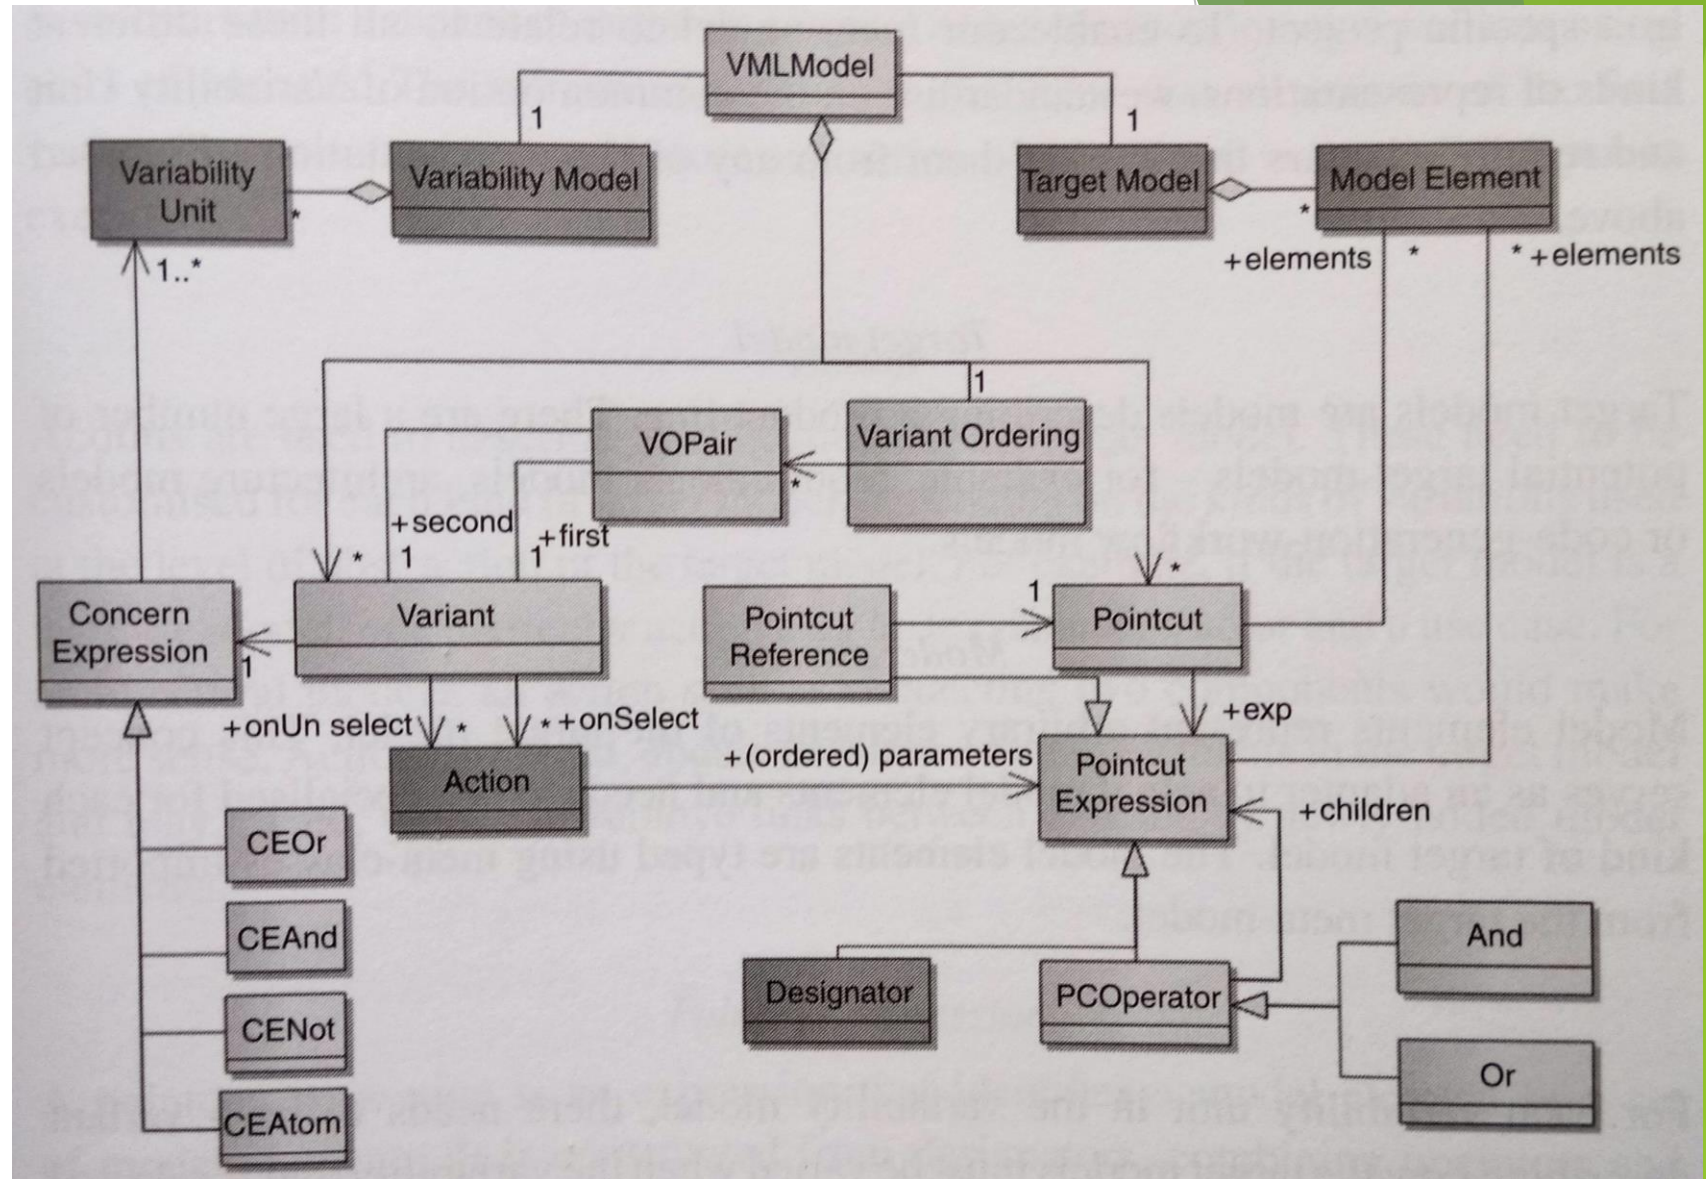 VMLModel
1
1
Variability
Unit
*
Variability Model
Target Model
*
Model Element
1..*
+elements
*
* +elements
1
VOPair
*
Variant Ordering
+second
1
+first
1
*
*
Concern
Expression
1
Variant
Pointcut
Reference
1
Pointcut
+onUn select
*
* +onSelect
+exp
Action
+(ordered) parameters
Pointcut
Expression
+children
CEOr
CEAnd
CENot
CEAtom
Designator
PCOperator
And
Or